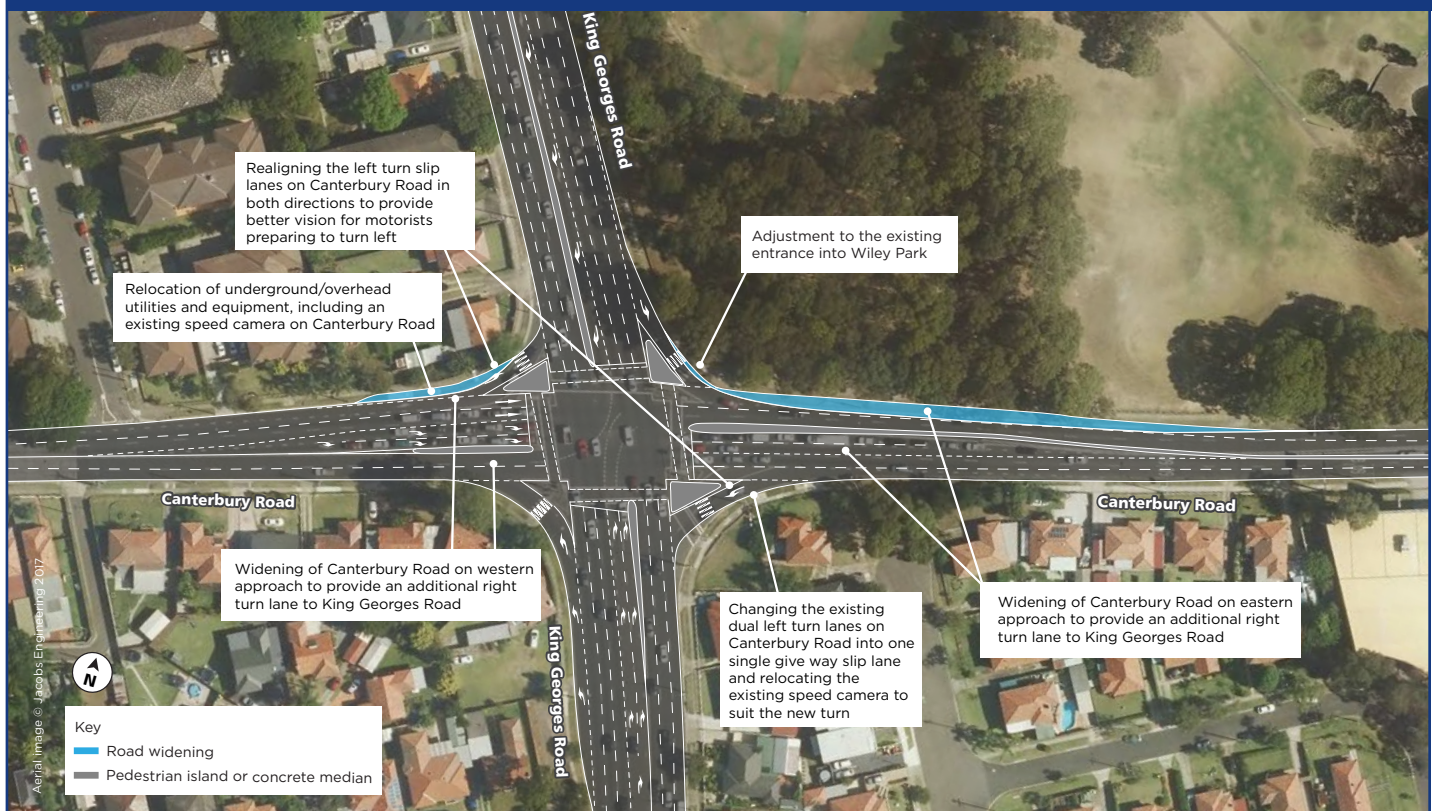 King Georges Road
Realigning the left turn slip
lanes on Canterbury Road in
both directions to provide
better vision for motorists
preparing to turn left
Adjustment to the existing
entrance into Wiley Park
Relocation of underground/overhead
utilities and equipment, including an
existing speed camera on Canterbury Road
Canterbury Road
Canterbury Road
Widening of Canterbury Road on western
approach to provide an additional right
turn lane to King Georges Road
Changing the existing
dual left turn lanes on
Canterbury Road into one
single give way slip lane
and relocating the
existing speed camera to
suit the new turn
Widening of Canterbury Road on eastern
approach to provide an additional right
turn lane to King Georges Road
King Georges Road
Aerial image © Jacobs Engineering 2017
N
Key
Road widening
Pedestrian island or concrete median